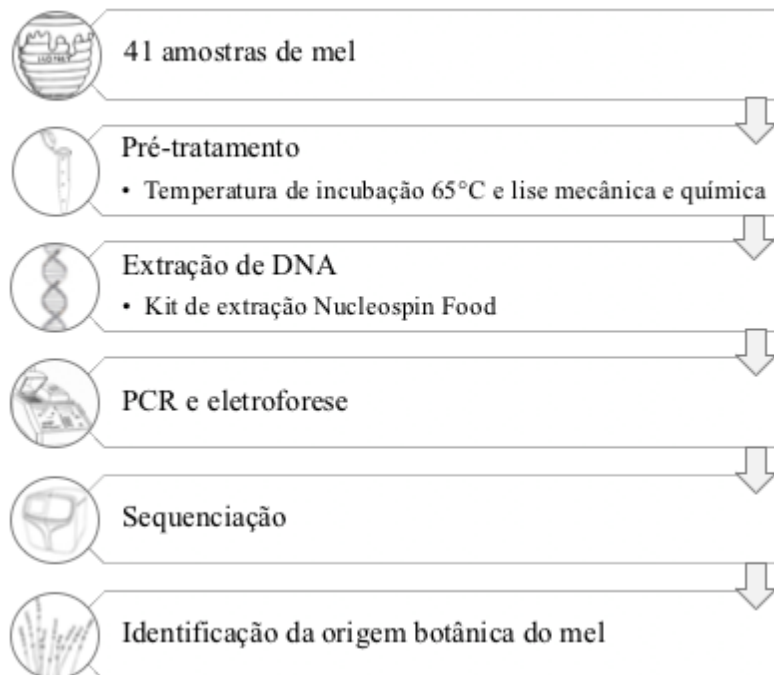 41 amostras de mel
Pré-tratamento
• Temperatura de incubação 65°C e lise mecânica e química
Extração de DNA
• Kit de extração Nucleospin Food
PCR e eletroforese
Sequenciação
Identificação da origem botânica do mel